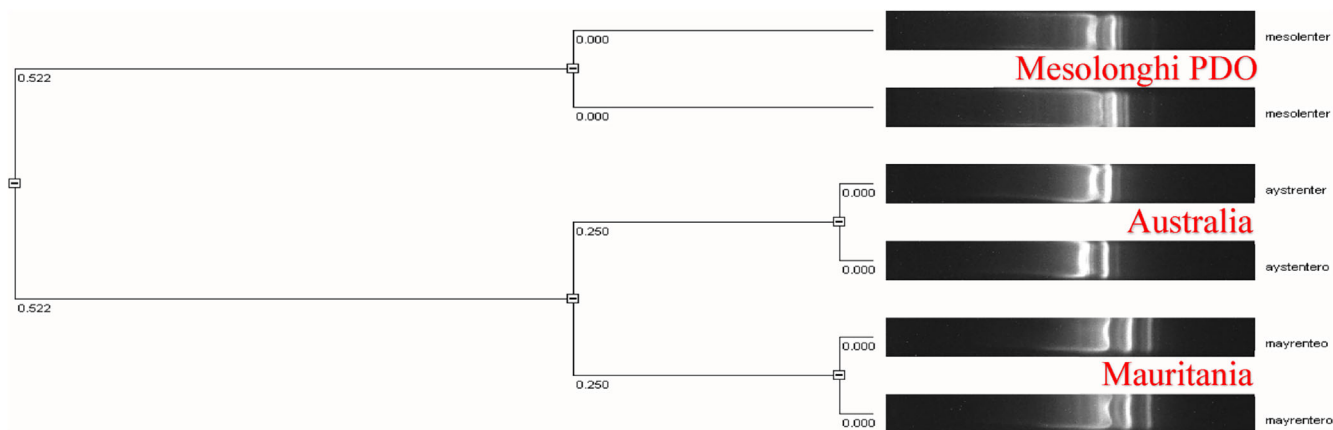 0.000
mesolenter
0.522
Mesolonghi PDO
0.000
mesolenter
0.000
aystrenter
0.250
Australia
0.000
aystentero
0.522
0.000
mayrenteo
0.250
Mauritania
0.000
mayrentero